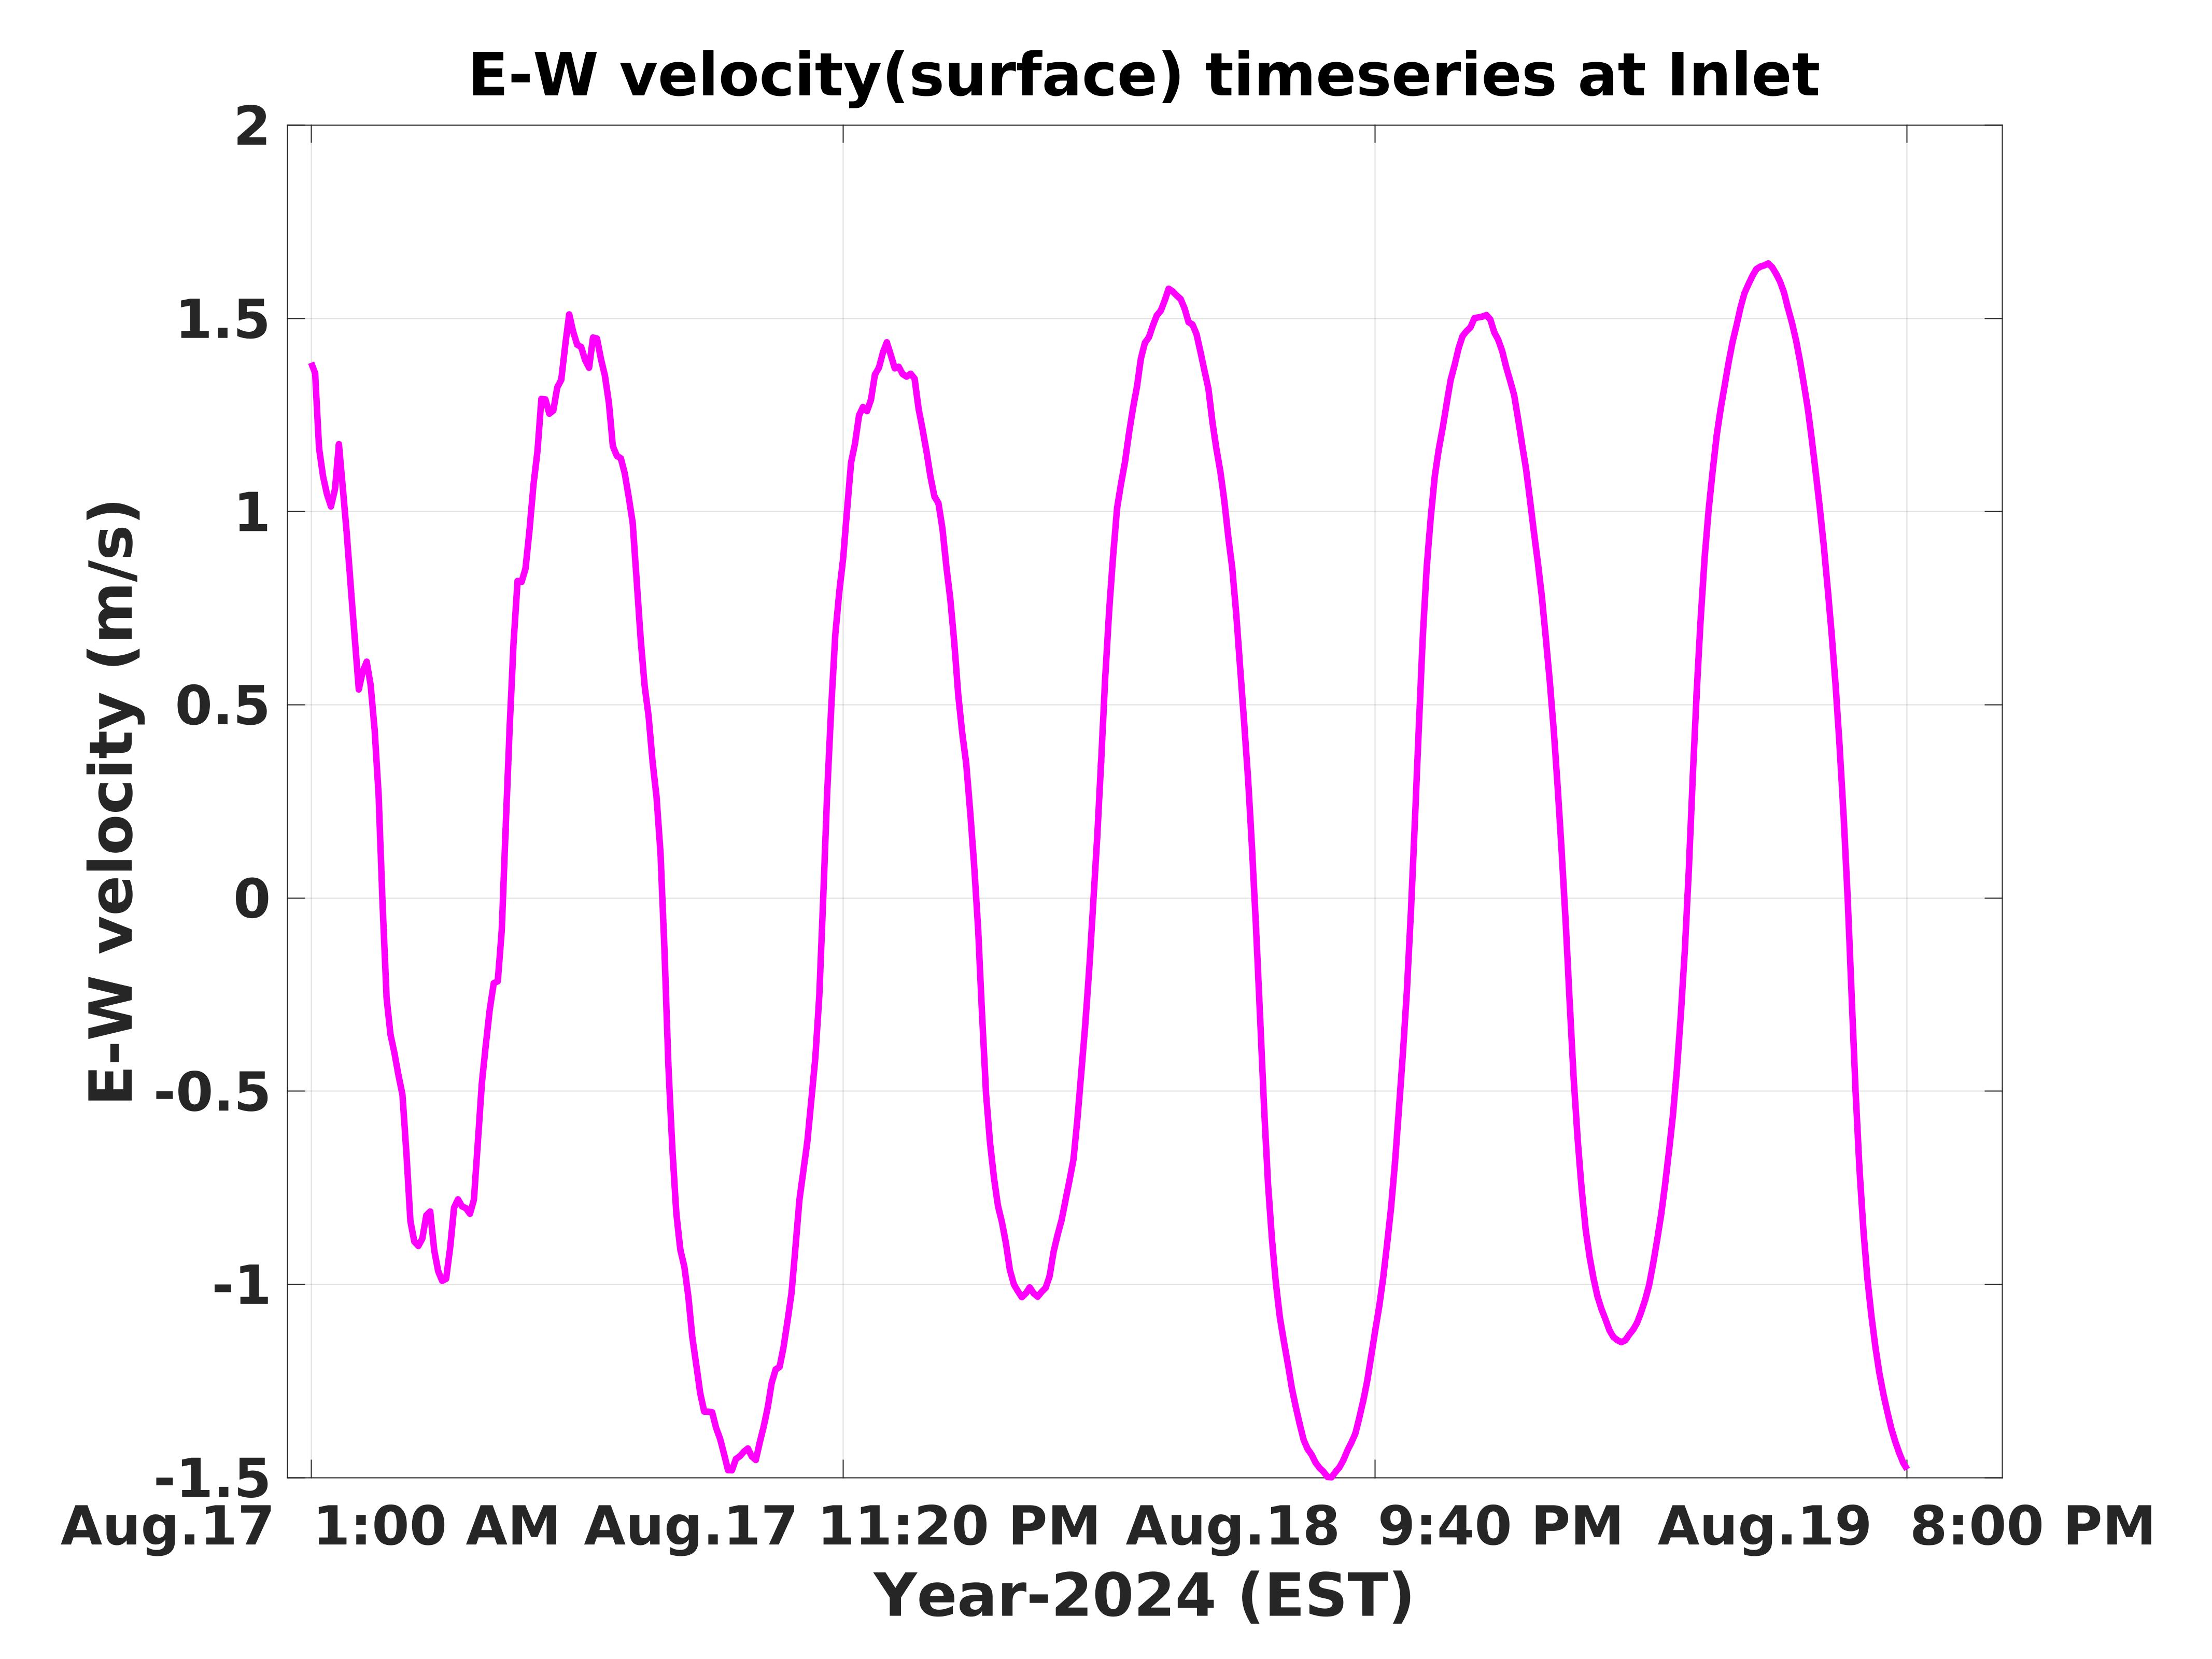 E-W velocity(surface) timeseries at Inlet
E-W velocity (m/s)
2
1.5
1
0.5
0
-0.5
-1
-1.5
Aug.17 1:00 AM Aug.17 11:20 PM Aug.18 9:40 PM Aug.19 8:00 PM
Year-2024 (EST)